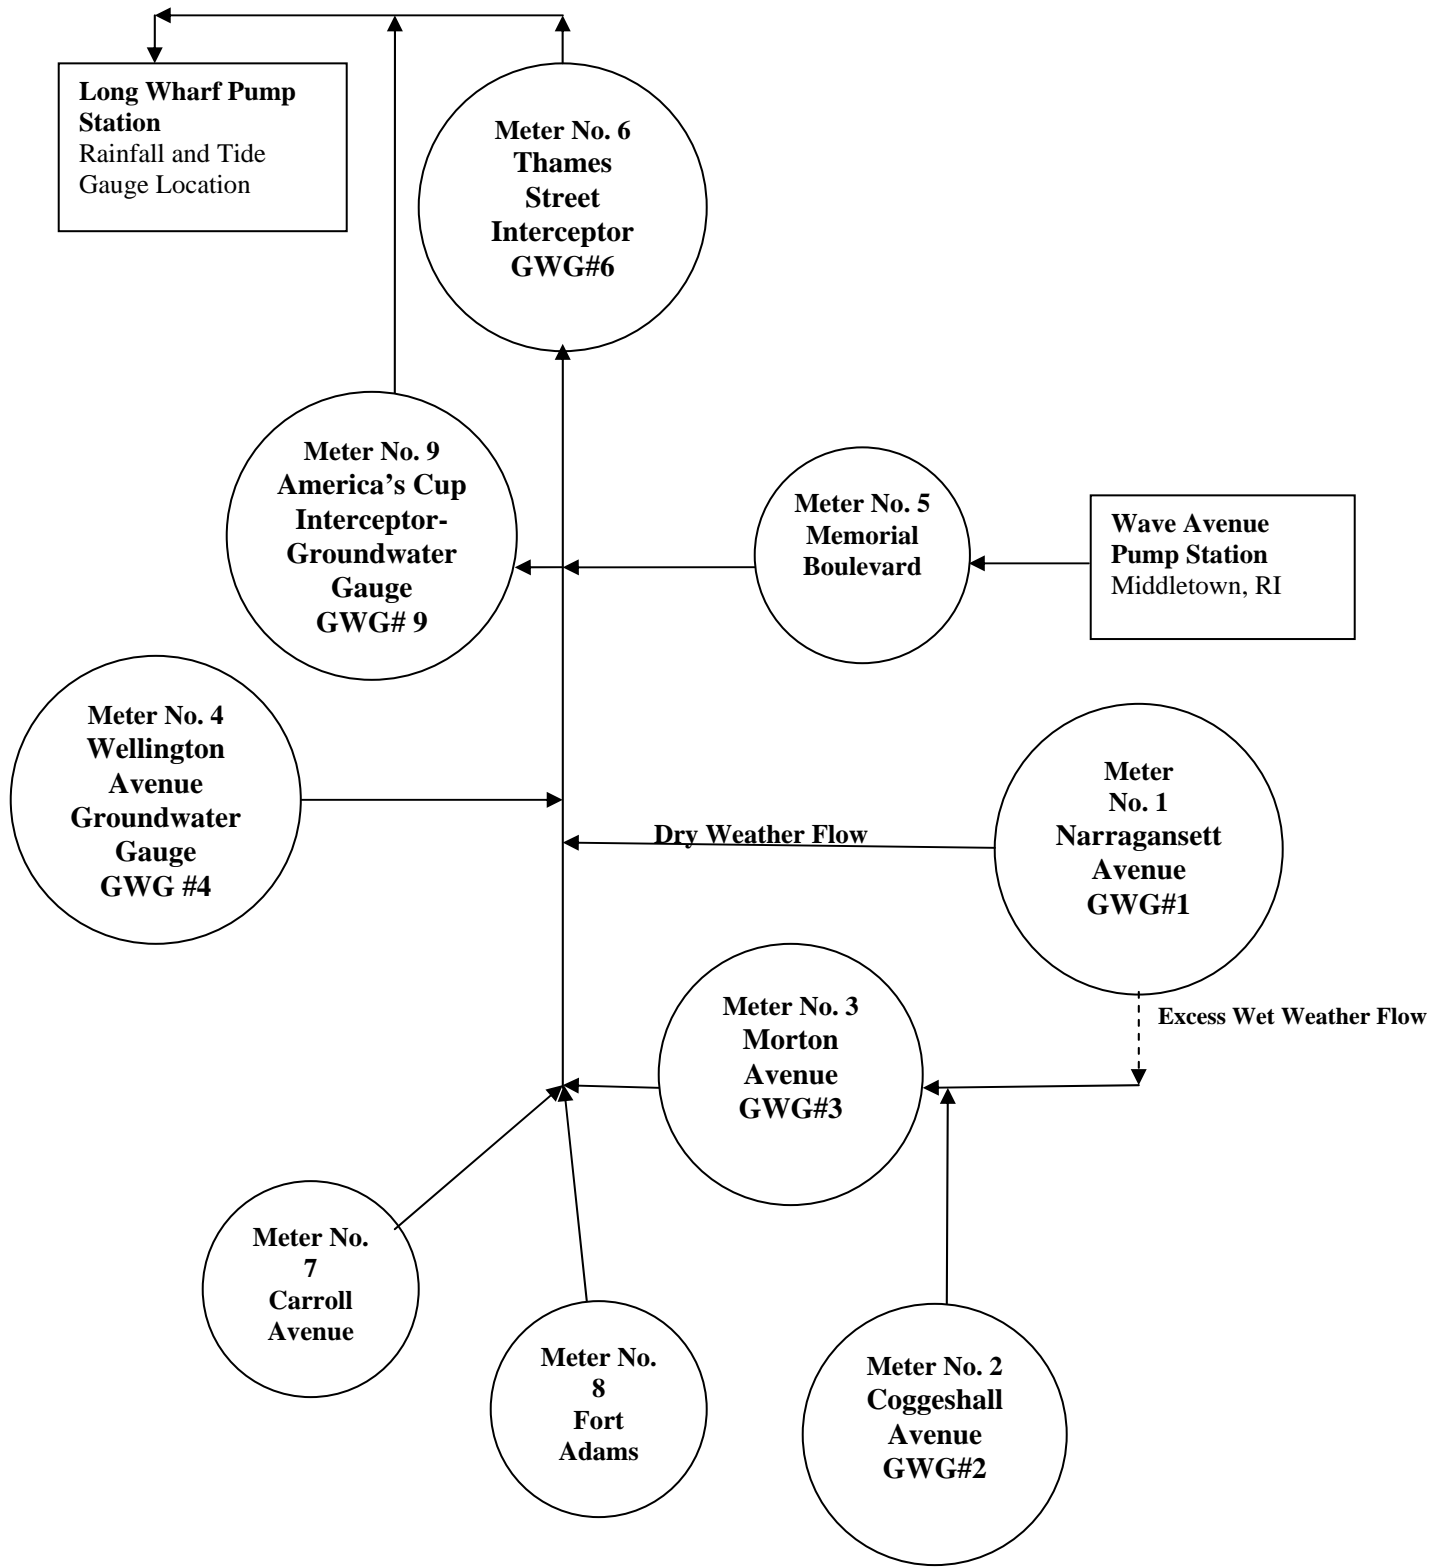 Long Wharf Pump
Station
Rainfall and Tide
Gauge Location
Meter No. 6
Thames
Street
Interceptor
GWG#6
Meter No. 9
America’s Cup
Interceptor-
Groundwater
Gauge
GWG# 9
Meter No. 5
Memorial
Boulevard
Wave Avenue
Pump Station
Middletown, RI
Meter No. 4
Wellington
Avenue
Groundwater
Gauge
GWG #4
Dry Weather Flow
Meter
No. 1
Narragansett
Avenue
GWG#1
Excess Wet Weather Flow
Meter No. 3
Morton
Avenue
GWG#3
Meter No.
7
Carroll
Avenue
Meter No.
8
Fort
Adams
Meter No. 2
Coggeshall
Avenue
GWG#2